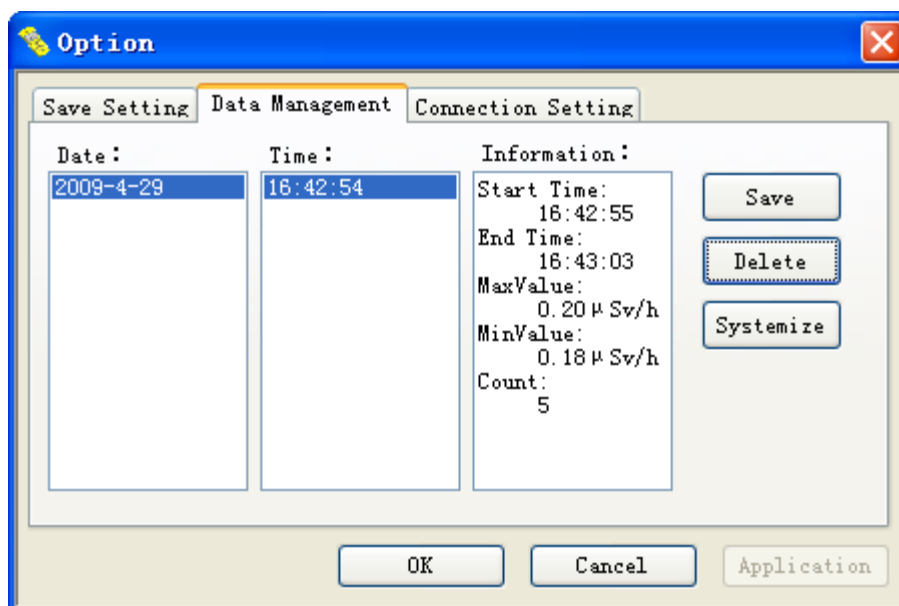 Option
Save Setting
Data Management
Connection Setting
Date：
Time：
Information：
2009-4-29
16:42:54
Start Time:
16:42:55
End Time:
16:43:03
MaxValue:
0.20μSv/h
MinValue:
0.18μSv/h
Count:
5
Save
Delete
Systemize
OK
Cancel
Application